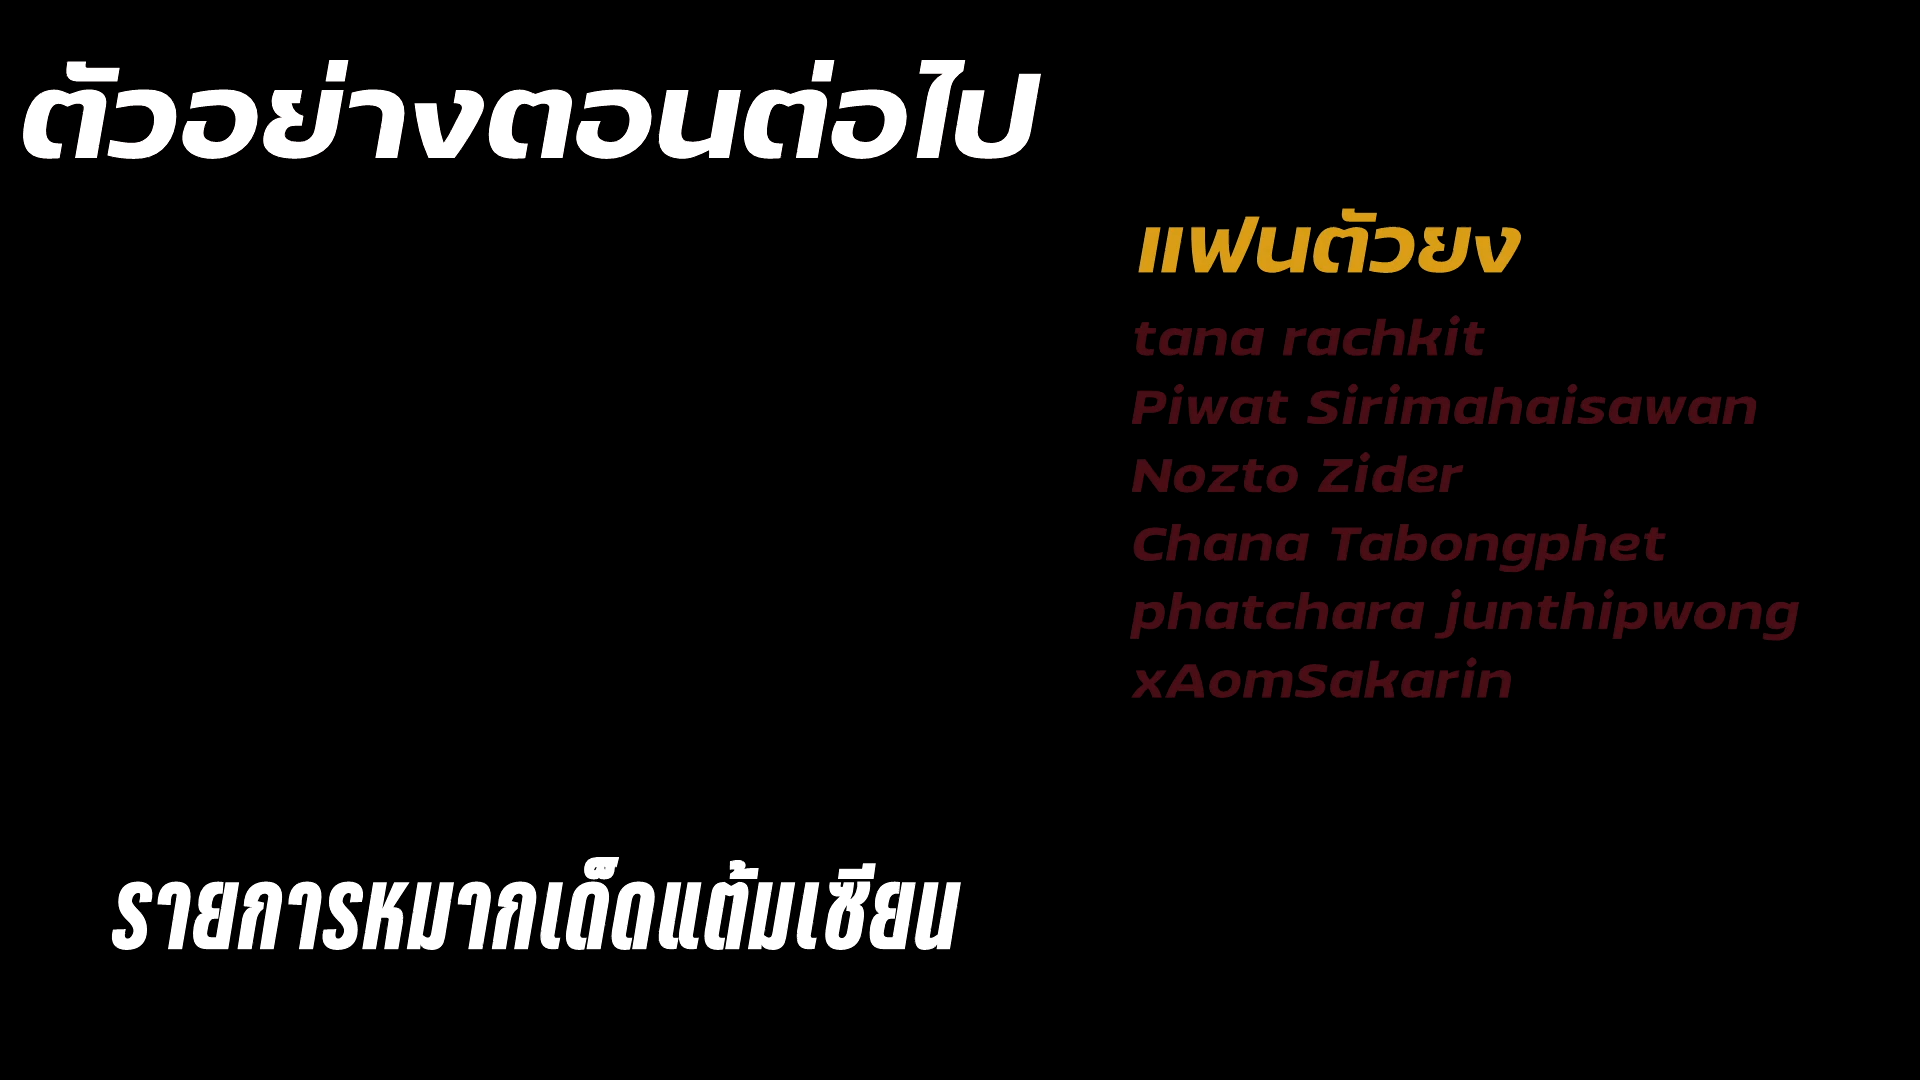 ตัวอย่างตอนต่อไป
แฟนตัวยง
tana rachkit
Piwat Sirimahaisawan
Nozto Zider
Chana Tabongphet
phatchara junthipwong
xAomSakarin
รายการหมากเด็ดแต้มเซียน